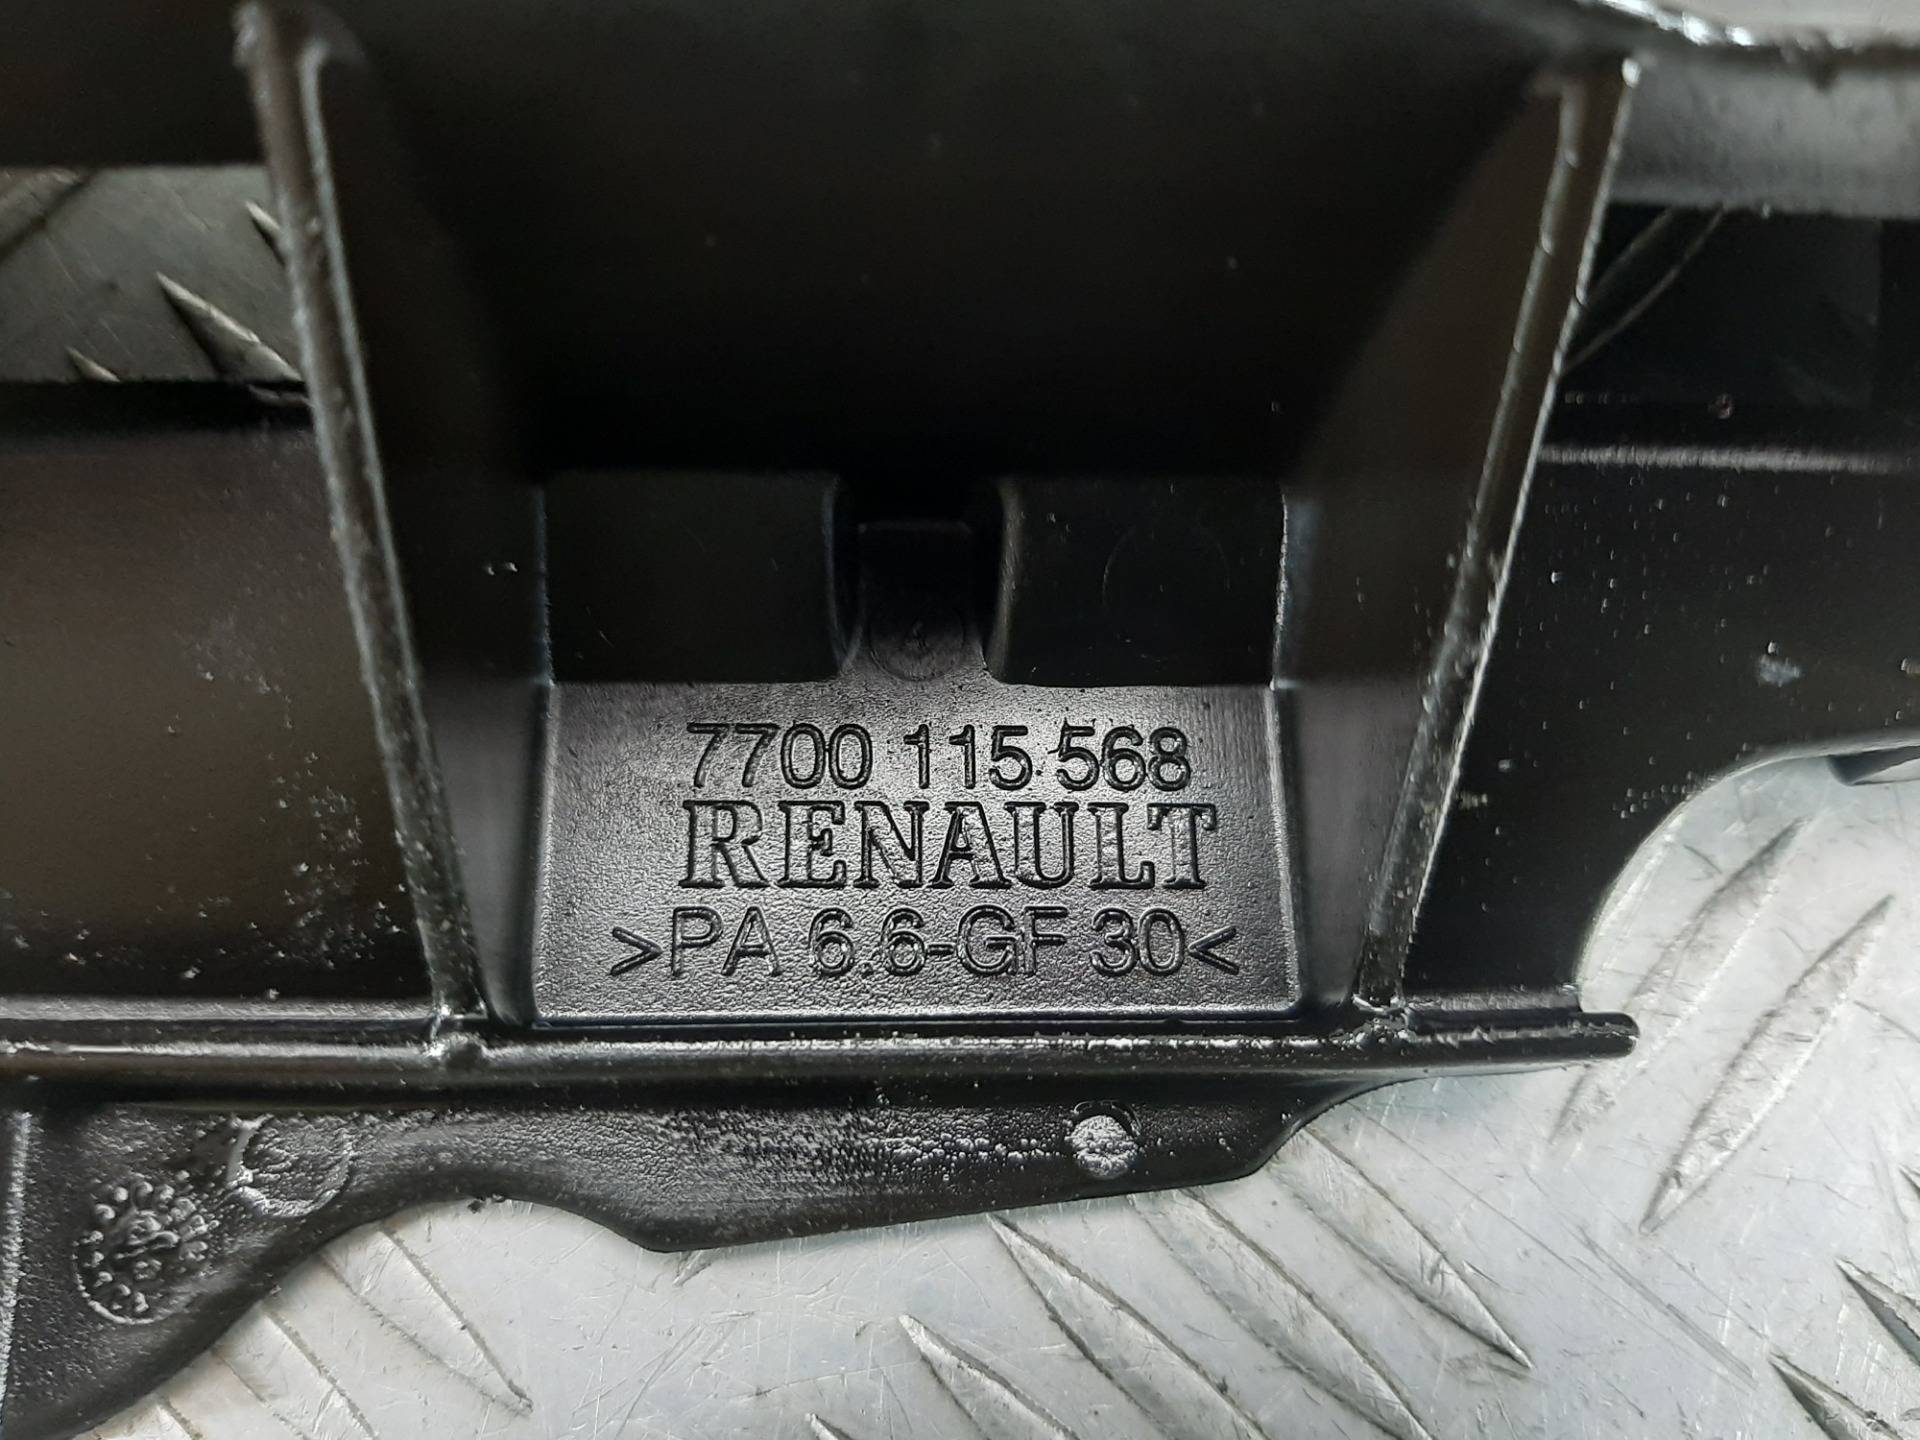 7700 115 568
RENAULT
>PA 6.6-GF 30<